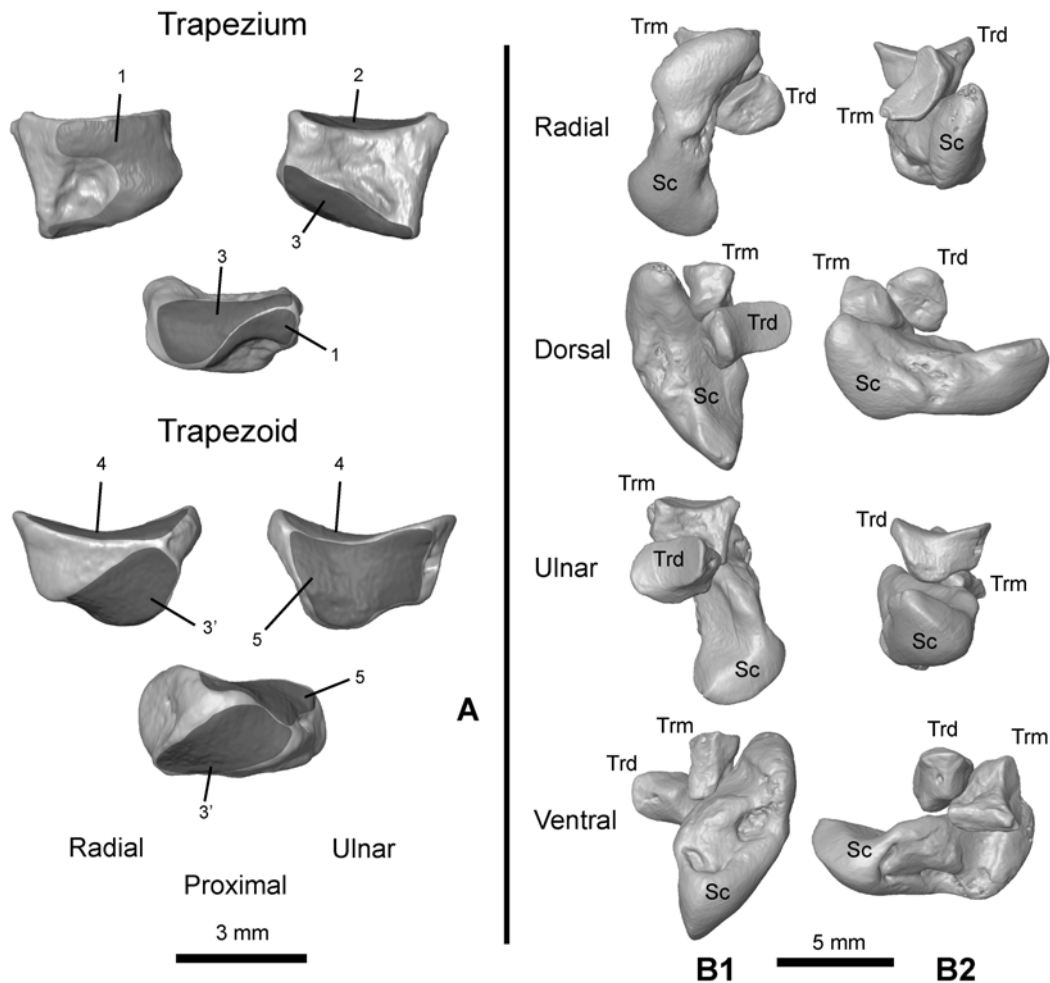 Trapezium
1
2
3
3
1
Trapezoid
4
4
3'
5
5
3'
A
Radial
Ulnar
Proximal
3 mm
Trm
Trd
Sc
Radial
Trd
Trm
Sc
Trm
Trd
Dorsal
Sc
Trm
Trd
Sc
Trm
Trd
Ulnar
Sc
Trd
Trm
Sc
Trm
Trd
Ventral
Sc
Trd
Trm
Sc
5 mm
B1
B2